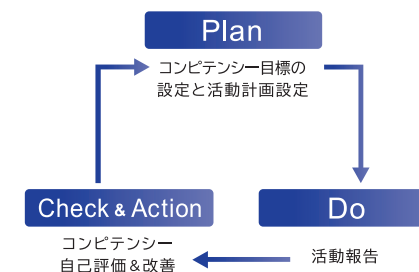 Plan
コンピテンシー目標の
設定と活動計画設定
Check & Action
Do
コンピテンシー
自己評価&改善
活動報告